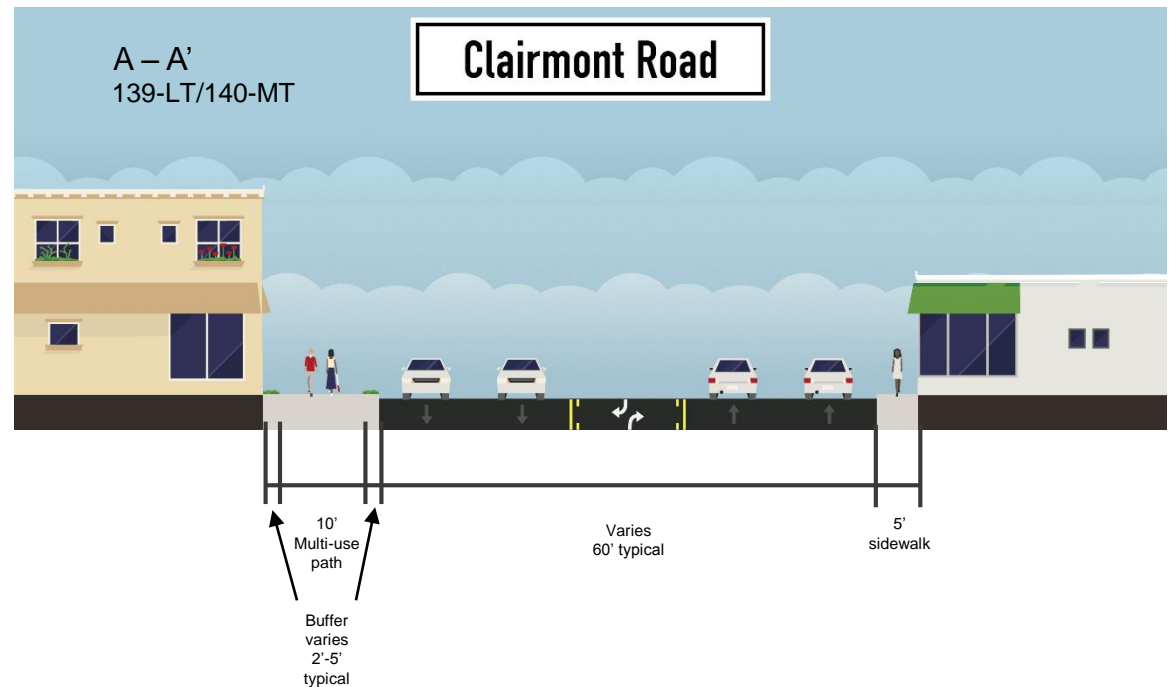 A – A’
139-LT/140-MT
Clairmont Road
10’
Multi-use
path
Varies
60’ typical
5’
sidewalk
Buffer
varies
2’-5’
typical